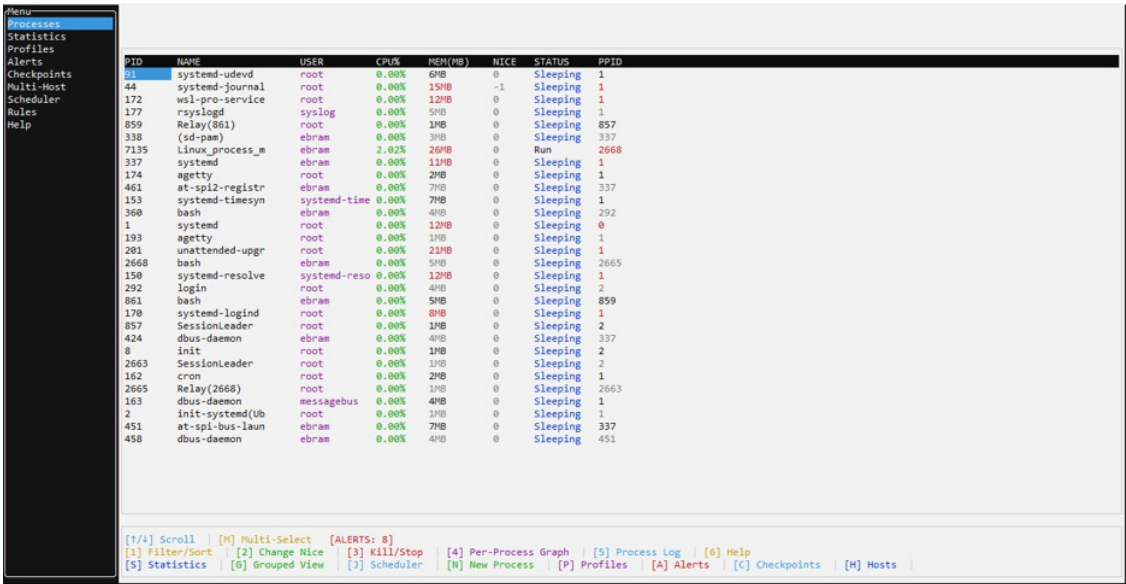 Menu
Processes
Statistics
Profiles
Alerts
Checkpoints
Multi-Host
Scheduler
Rules
Help
PID NAME USER CPU% MEM(MB) NICE STATUS PPID
91 systemd-udevd root 0.00% 6MB 0 Sleeping 1
44 systemd-journal root 0.00% 15MB -1 Sleeping 1
172 wsl-pro-service root 0.00% 12MB 0 Sleeping 1
177 rsyslogd syslog 0.00% 5MB 0 Sleeping 1
859 Relay(861) root 0.00% 1MB 0 Sleeping 857
338 (sd-pam) ebram 0.00% 3MB 0 Sleeping 337
7135 Linux_process_m ebram 2.02% 26MB 0 Run 2668
337 systemd ebram 0.00% 11MB 0 Sleeping 1
174 agetty root 0.00% 2MB 0 Sleeping 1
461 at-spi2-registr ebram 0.00% 7MB 0 Sleeping 337
153 systemd-timesyn systemd-time 0.00% 7MB 0 Sleeping 1
360 bash ebram 0.00% 4MB 0 Sleeping 292
1 systemd root 0.00% 12MB 0 Sleeping 0
193 agetty root 0.00% 1MB 0 Sleeping 1
201 unattended-upgr root 0.00% 21MB 0 Sleeping 1
2668 bash ebram 0.00% 5MB 0 Sleeping 2665
150 systemd-resolve systemd-reso 0.00% 12MB 0 Sleeping 1
292 login root 0.00% 4MB 0 Sleeping 2
861 bash ebram 0.00% 5MB 0 Sleeping 859
170 systemd-logind root 0.00% 8MB 0 Sleeping 1
857 SessionLeader root 0.00% 1MB 0 Sleeping 2
424 dbus-daemon ebram 0.00% 4MB 0 Sleeping 337
8 init root 0.00% 1MB 0 Sleeping 2
2663 SessionLeader root 0.00% 1MB 0 Sleeping 2
162 cron root 0.00% 2MB 0 Sleeping 1
2665 Relay(2668) root 0.00% 1MB 0 Sleeping 2663
163 dbus-daemon messagebus 0.00% 4MB 0 Sleeping 1
2 init-systemd(Ub root 0.00% 1MB 0 Sleeping 1
451 at-spi-bus-laun ebram 0.00% 7MB 0 Sleeping 337
458 dbus-daemon ebram 0.00% 4MB 0 Sleeping 451
[↑/↓] Scroll | [M] Multi-Select [ALERTS: 8]
[1] Filter/Sort | [2] Change Nice | [3] Kill/Stop | [4] Per-Process Graph | [5] Process Log | [6] Help
[S] Statistics | [G] Grouped View | [J] Scheduler | [N] New Process | [P] Profiles | [A] Alerts | [C] Checkpoints | [H] Hosts |